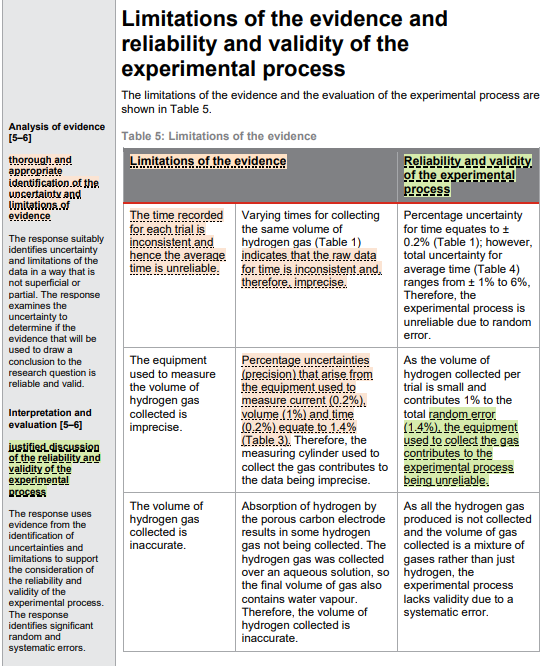 Limitations of the evidence and
reliability and validity of the
experimental process
The limitations of the evidence and the evaluation of the experimental process are
shown in Table 5.
Analysis of evidence
[5–6]
thorough and
appropriate
identification of the
uncertainty and
limitations of
evidence
The response suitably
identifies uncertainty
and limitations of the
data in a way that is
not superficial or
partial. The response
examines the
uncertainty to
determine if the
evidence that will be
used to draw a
conclusion to the
research question is
reliable and valid.
Interpretation and
evaluation [5–6]
justified discussion
of the reliability and
validity of the
experimental
process
The response uses
evidence from the
identification of
uncertainties and
limitations to support
the consideration of
the reliability and
validity of the
experimental process.
The response
identifies significant
random and
systematic errors.
Table 5: Limitations of the evidence
Limitations of the evidence
Reliability and validity
of the experimental
process
The time recorded
for each trial is
inconsistent and
hence the average
time is unreliable.
Varying times for collecting
the same volume of
hydrogen gas (Table 1)
indicates that the raw data
for time is inconsistent and,
therefore, imprecise.
Percentage uncertainty
for time equates to ±
0.2% (Table 1); however,
total uncertainty for
average time (Table 4)
ranges from ± 1% to 6%,
Therefore, the
experimental process is
unreliable due to random
error.
The equipment
used to measure
the volume of
hydrogen gas
collected is
imprecise.
Percentage uncertainties
(precision) that arise from
the equipment used to
measure current (0.2%),
volume (1%) and time
(0.2%) equate to 1.4%
(Table 3). Therefore, the
measuring cylinder used to
collect the gas contributes to
the data being imprecise.
As the volume of
hydrogen collected per
trial is small and
contributes 1% to the
total random error
(1.4%), the equipment
used to collect the gas
contributes to the
experimental process
being unreliable.
The volume of
hydrogen gas
collected is
inaccurate.
Absorption of hydrogen by
the porous carbon electrode
results in some hydrogen
gas not being collected. The
hydrogen gas was collected
over an aqueous solution, so
the final volume of gas also
contains water vapour.
Therefore, the volume of
hydrogen collected is
inaccurate.
As all the hydrogen gas
produced is not collected
and the volume of gas
collected is a mixture of
gases rather than just
hydrogen, the
experimental process
lacks validity due to a
systematic error.